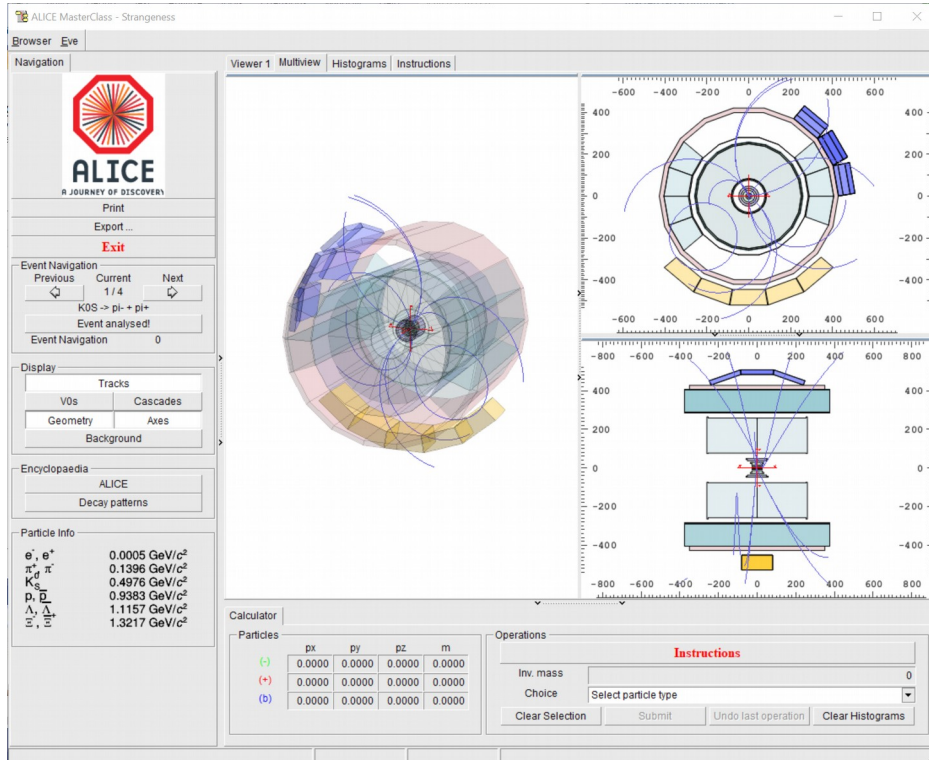 ALICE MasterClass - Strangeness
Browser Eve
Navigation
ALICE
A JOURNEY OF DISCOVERY
Print
Export ...
Exit
Event Navigation
Previous Current Next
1 / 4
K0S -> pi- + pi+
Event analysed!
Event Navigation 0
Display
Tracks
V0s Cascades
Geometry Axes
Background
Encyclopaedia
ALICE
Decay patterns
Particle Info
e-, e+ 0.0005 GeV/c2
π+, π- 0.1396 GeV/c2
K 0.4976 GeV/c2
p, p 0.9383 GeV/c2
Λ, Λ 1.1157 GeV/c2
Ξ-, Ξ+ 1.3217 GeV/c2
Viewer 1 Multiview Histograms Instructions
-600 -400 -200 0 200 400 600
400
200
0
-200
-400
-600 -400 -200 0 200 400 600
-800 -600 -400 -200 0 200 400 600 800
400
200
0
-200
-400
-800 -600 -400 -200 0 200 400 600 800
Calculator
Particles
px py pz m
(-) 0.0000 0.0000 0.0000 0.0000
(+) 0.0000 0.0000 0.0000 0.0000
(b) 0.0000 0.0000 0.0000 0.0000
Operations
Instructions
Inv. mass 0
Choice Select particle type
Clear Selection Submit Undo last operation Clear Histograms